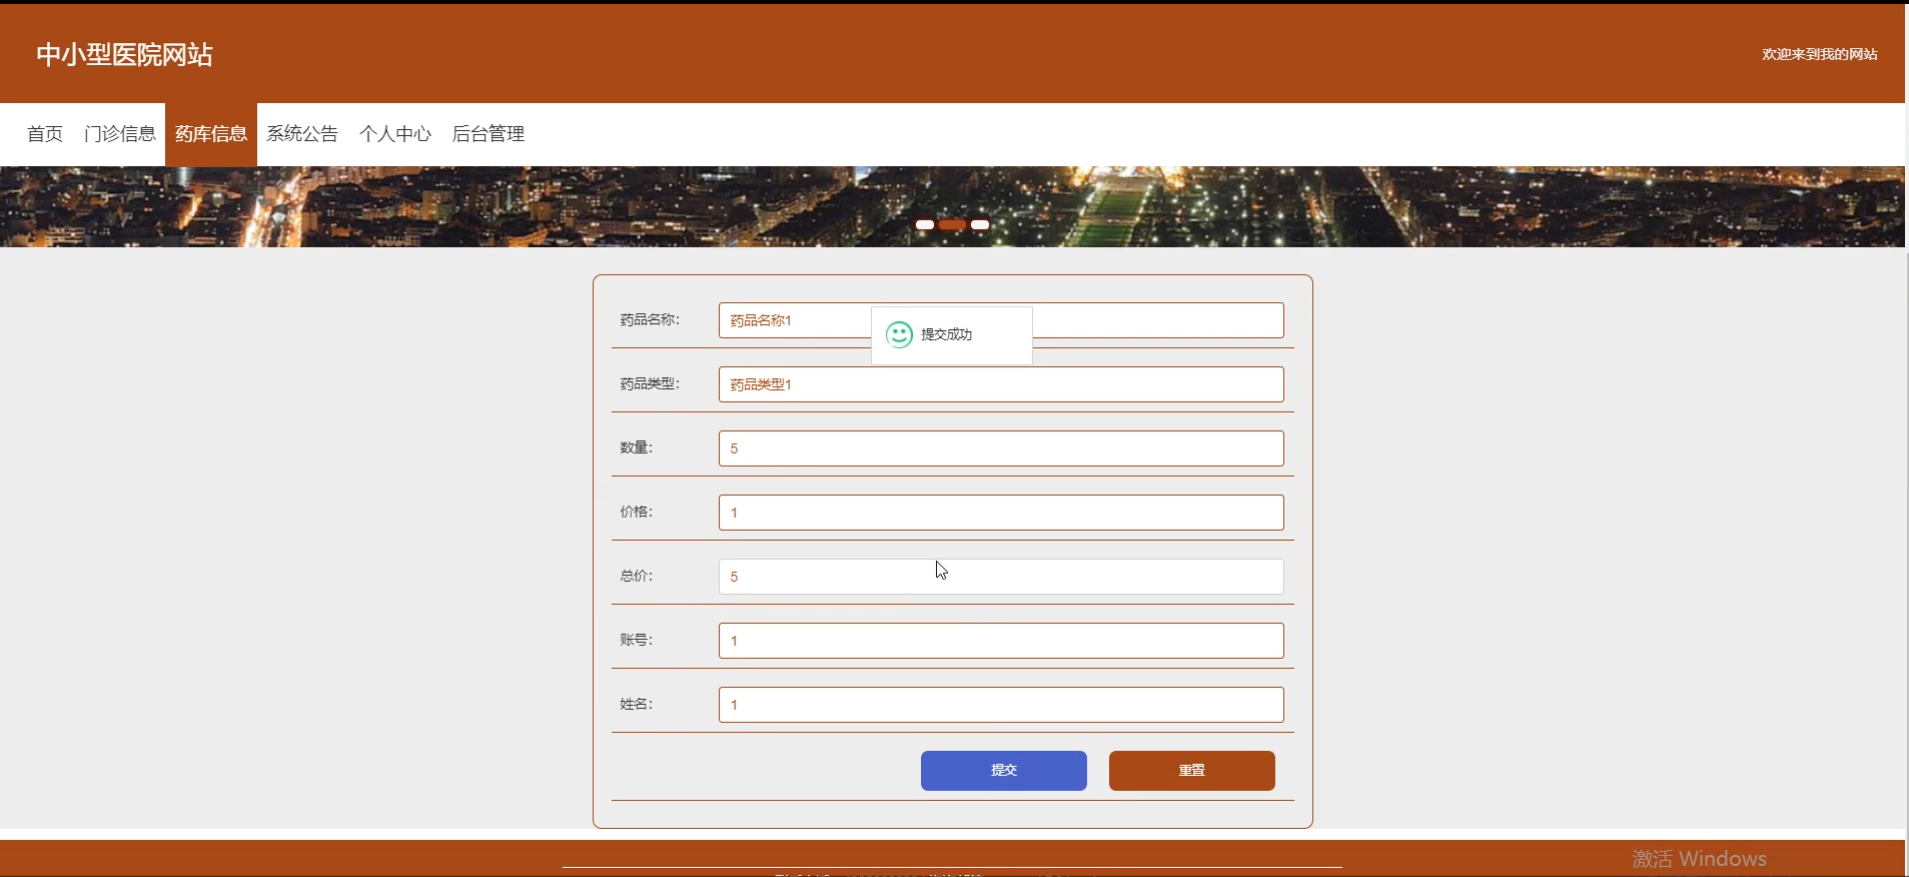 中小型医院网站
欢迎来到我的网站
首页 门诊信息 药库信息 系统公告 个人中心 后台管理
药品名称： 药品名称1
提交成功
药品类型： 药品类型1
数量： 5
价格： 1
总价： 5
账号： 1
姓名： 1
提交 重置
激活 Windows